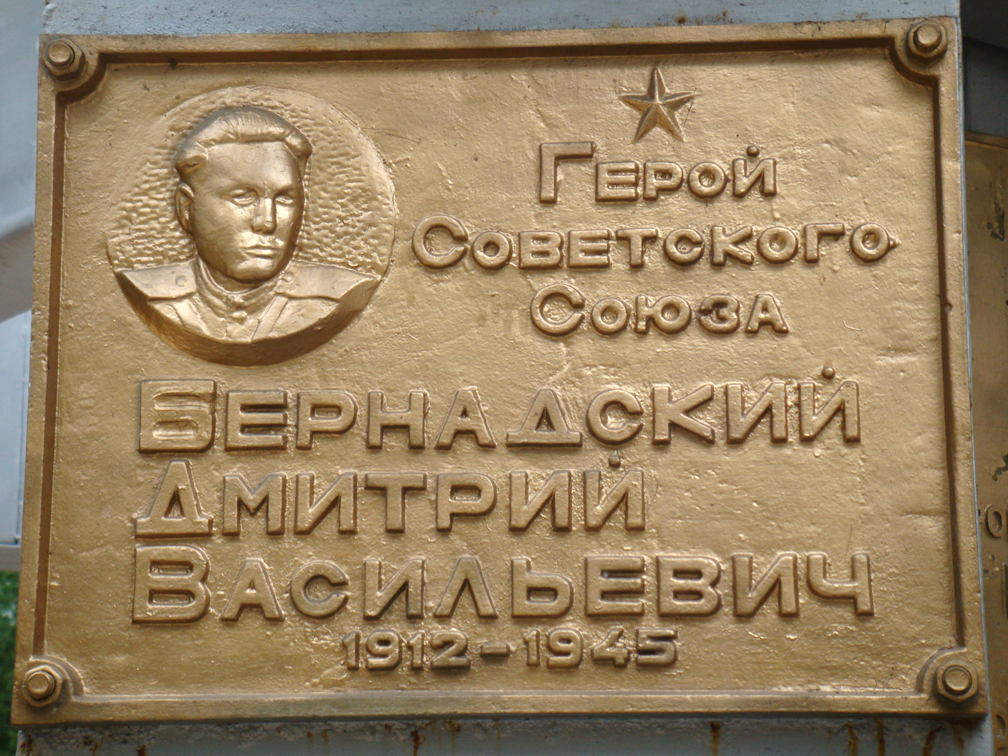 Герой
Советского
Союза
Бернадский
Дмитрий
Васильевич
1912-1945